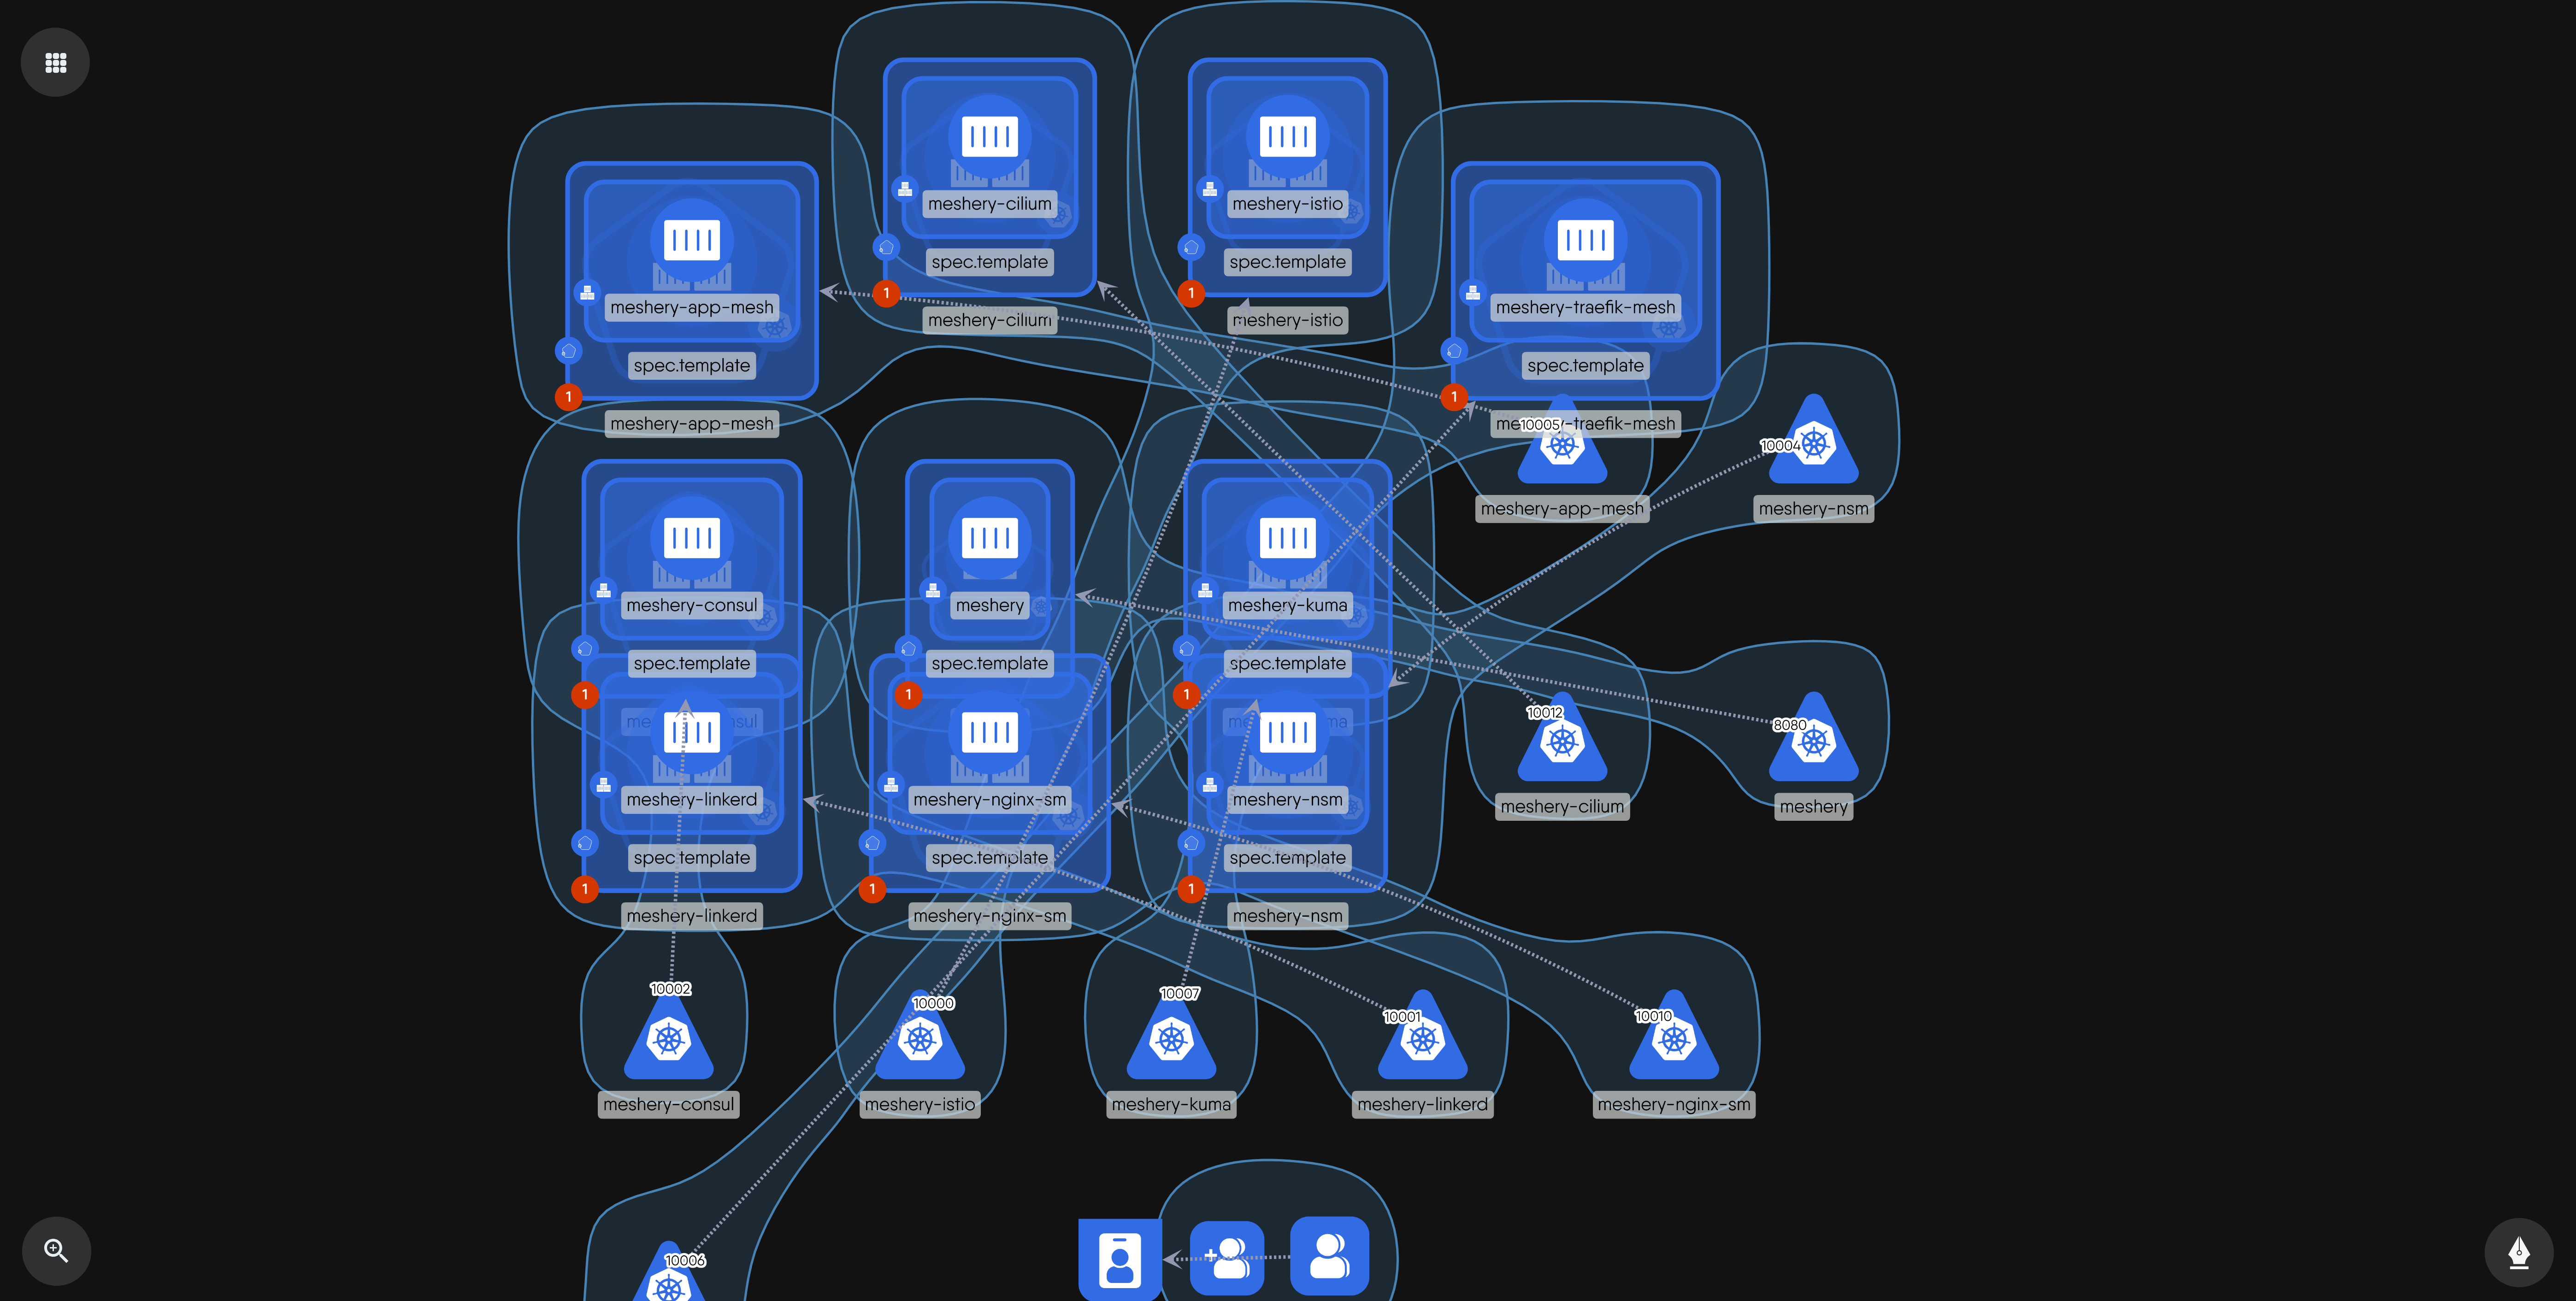 meshery-cilium
spec.template
1
meshery-cilium
meshery-istio
spec.template
1
meshery-istio
meshery-app-mesh
spec.template
1
meshery-app-mesh
meshery-traefik-mesh
spec.template
1
-traefik-mesh
10005
meshery-app-mesh
10004
meshery-nsm
meshery-consul
spec.template
1
meshery
spec.template
1
meshery-kuma
spec.template
1
meshery-linkerd
spec.template
1
meshery-linkerd
meshery-nginx-sm
spec.template
1
meshery-nginx-sm
meshery-nsm
spec.template
1
meshery-nsm
10012
meshery-cilium
8080
meshery
10002
meshery-consul
10000
meshery-istio
10007
meshery-kuma
10001
meshery-linkerd
10010
meshery-nginx-sm
10006